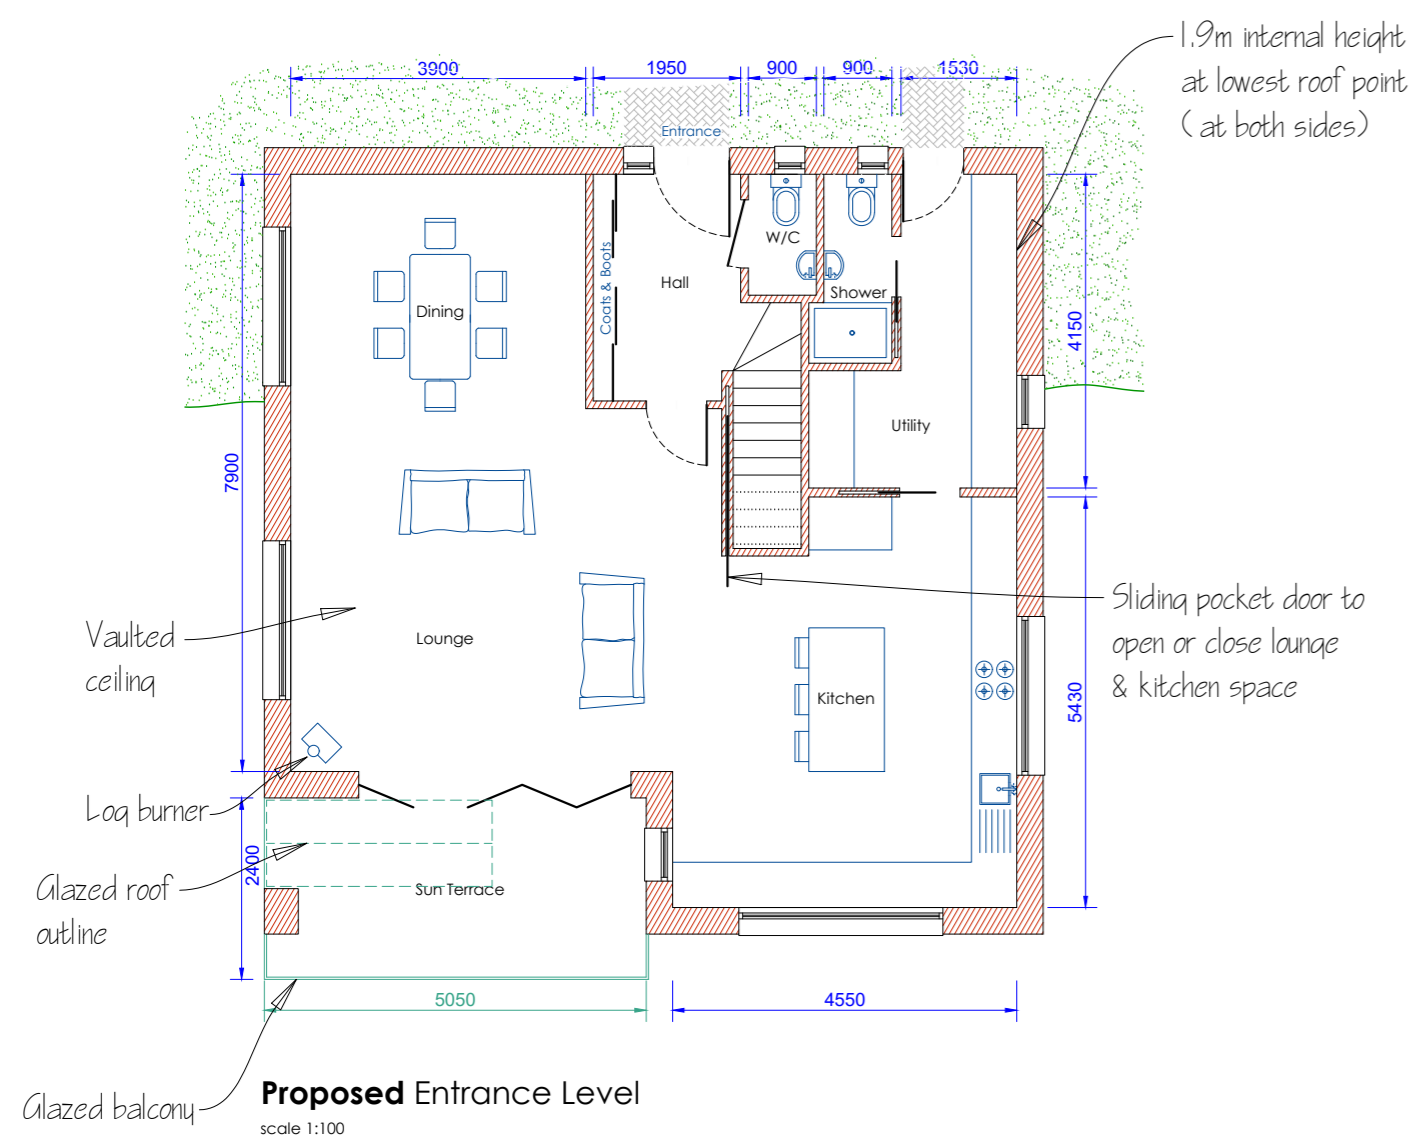 1.9m internal height
at lowest roof point
( at both sides)
3900
1950
900
900
1530
Entrance
W/C
Hall
Coats & Boots
Shower
Dining
4150
Utility
7900
Sliding pocket door to
open or close lounge
& kitchen space
Vaulted
ceiling
Lounge
Kitchen
5430
Log burner
2400
Glazed roof
outline
Sun Terrace
5050
4550
Glazed balcony
Proposed Entrance Level
scale 1:100